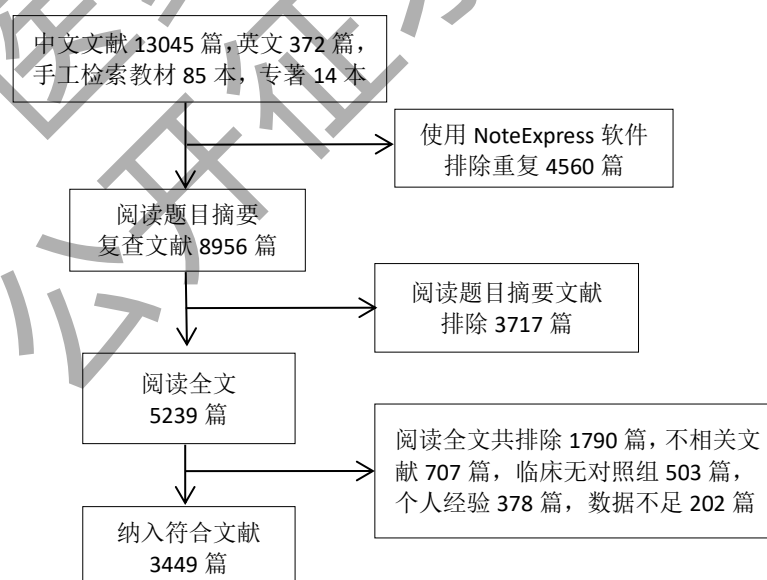 中文文献 13045 篇,英文 372 篇,
手工检索教材 85 本，专著 14 本
使用 NoteExpress 软件
排除重复 4560 篇
阅读题目摘要
复查文献 8956 篇
阅读题目摘要文献
排除 3717 篇
阅读全文
5239 篇
阅读全文共排除 1790 篇，不相关文
献 707 篇，临床无对照组 503 篇，
个人经验 378 篇，数据不足 202 篇
纳入符合文献
3449 篇
公开征